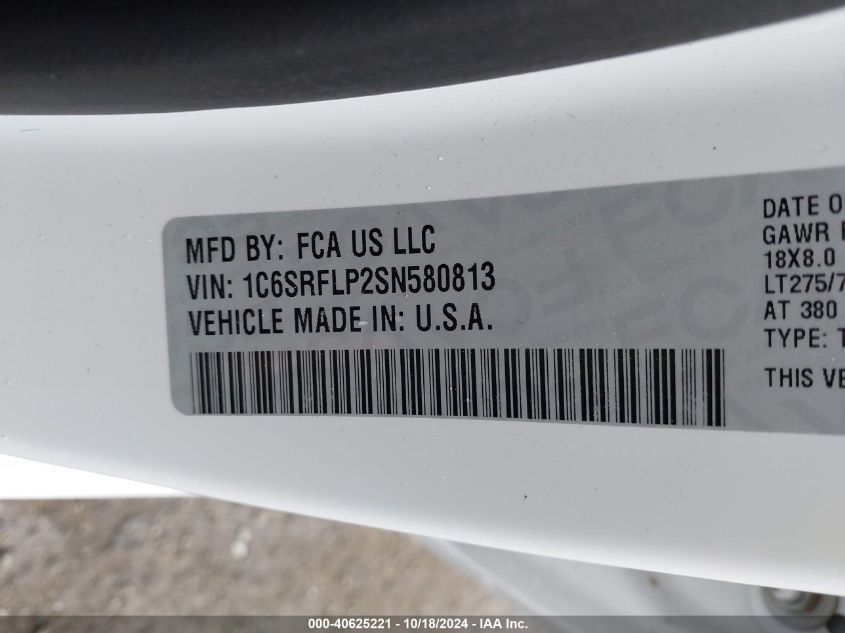 MFD BY: FCA US LLC
VIN: 1C6SRFLP2SN580813
VEHICLE MADE IN: U.S.A.
DATE O
GAWR
18X8.0
LT275/7
AT 380
TYPE: T
THIS VE
000-40625221 - 10/18/2024 - IAA Inc.